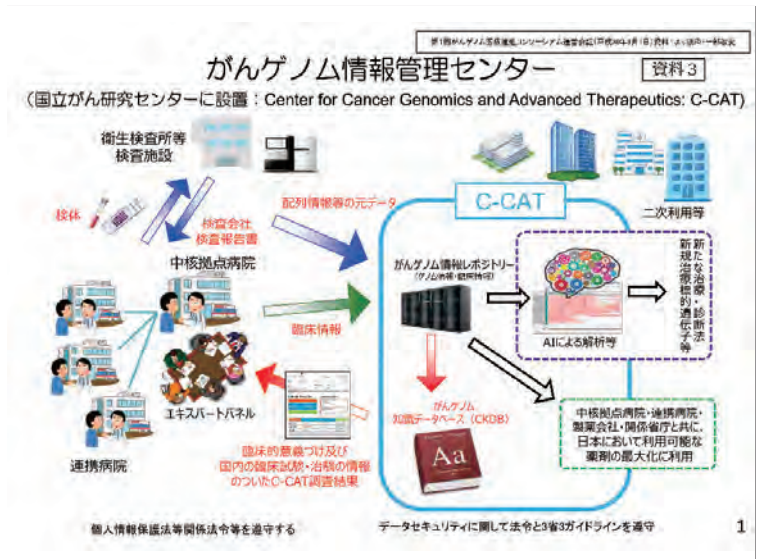 がんゲノム情報管理センター
資料3
(国立がん研究センターに設置:Center for Cancer Genomics and Advanced Therapeutics: C-CAT)
衛生検査所等
検査施設
検体
検査会社
検査報告書
配列情報等の元データ
中核拠点病院
臨床情報
エキスパートパネル
連携病院
臨床的意義づけ及び
国内の臨床試験・治験の情報
のついたC-CAT調査結果
C-CAT
二次利用等
がんゲノム情報レポジトリー
(ゲノム情報・臨床情報)
AIによる解析等
新たな治療・診断法
新規治療標的遺伝子等
がんゲノム
知識データベース(CKDB)
Aa
中核拠点病院・連携病院・
製薬会社・関係省庁と共に、
日本において利用可能な
薬剤の最大化に利用
個人情報保護法等関係法令等を遵守する
データセキュリティに関して法令と3省3ガイドラインを遵守
1